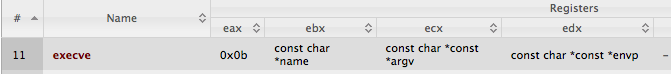 # Name Registers
eax ebx ecx edx
11 execve 0x0b const char *name const char *const *argv const char *const *envp -